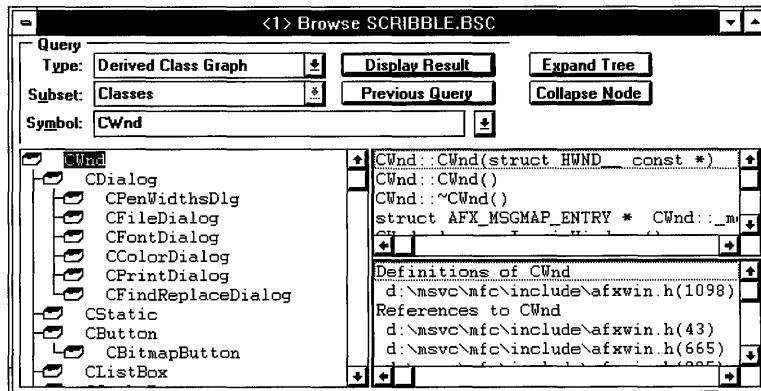 <1> Browse SCRIBBLE.BSC
Query
Type: Derived Class Graph Display Result Expand Tree
Subset: Classes Previous Query Collapse Node
Symbol: CWnd
CWnd
CDialog
CPenWidthsDlg
CFileDialog
CFontDialog
CColorDialog
CPrintDialog
CFindReplaceDialog
CStatic
CButton
CBitmapButton
CListBox
CWnd::CWnd(struct HWND__ const *)
CWnd::CWnd()
CWnd::~CWnd()
struct AFX_MSGMAP_ENTRY * CWnd::_m
Definitions of CWnd
d:\msvc\mfc\include\afxwin.h(1098)
References to CWnd
d:\msvc\mfc\include\afxwin.h(43)
d:\msvc\mfc\include\afxwin.h(665)